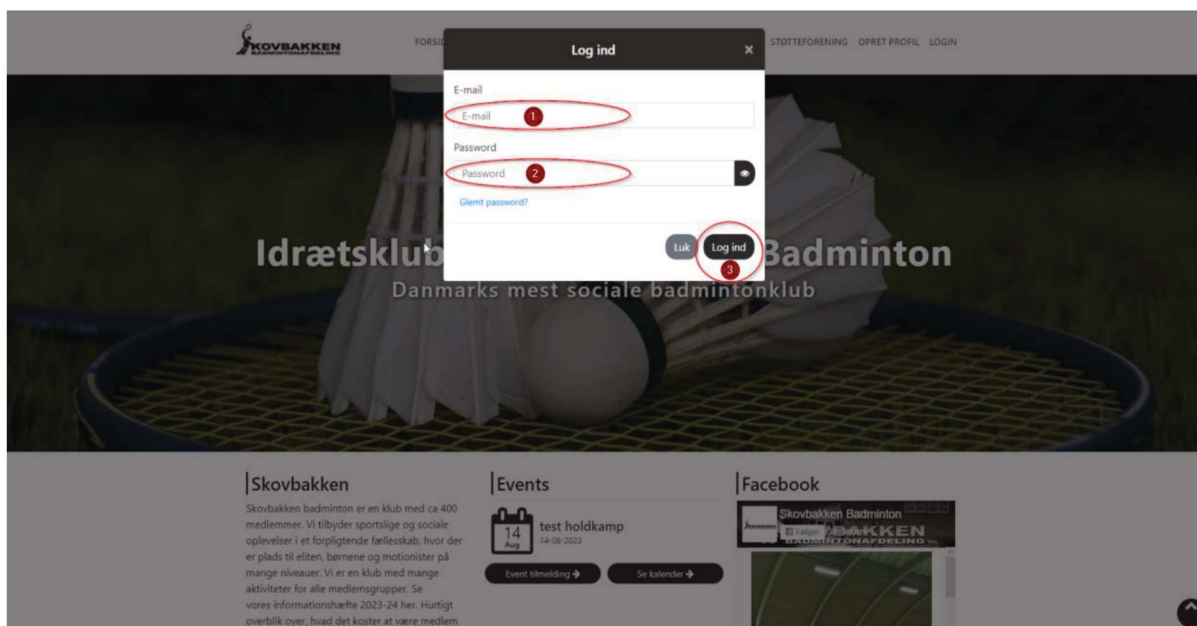 SKOVBAKKEN
BADMINTONAFDELING
STØTTEFORENING OPRET PROFIL LOGIN
Log ind ×
E-mail
E-mail 1
Password
Password 2
Glemt password?
Luk Log ind
3
Idrætsklub Badminton
Danmarks mest sociale badmintonklub
Skovbakken
Skovbakken badminton er en klub med ca 400
medlemmer. Vi tilbyder sportslige og sociale
oplevelser i et forpligtende fællesskab, hvor der
er plads til eliten, børnene og motionister på
mange niveauer. Vi er en klub med mange
aktiviteter for alle medlemsgrupper. Se
vores informationshæfte 2023-24 her. Hurtigt
overblik over, hvad det koster at være medlem
Events
14
Aug
test holdkamp
14-08-2023
Event tilmelding → Se kalender →
Facebook
Skovbakken Badminton
Følger
BADMINTONAFDELING